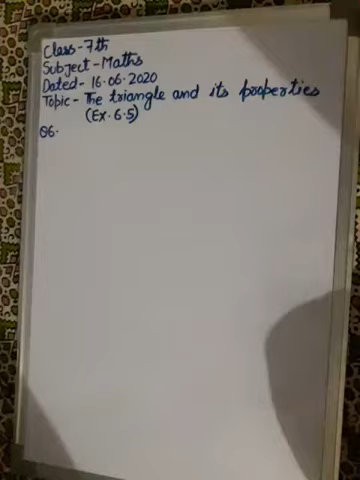 Class-7th
Subject-Maths
Dated-16.06.2020
Topic-The triangle and its properties
(Ex.6.5)
Q6.